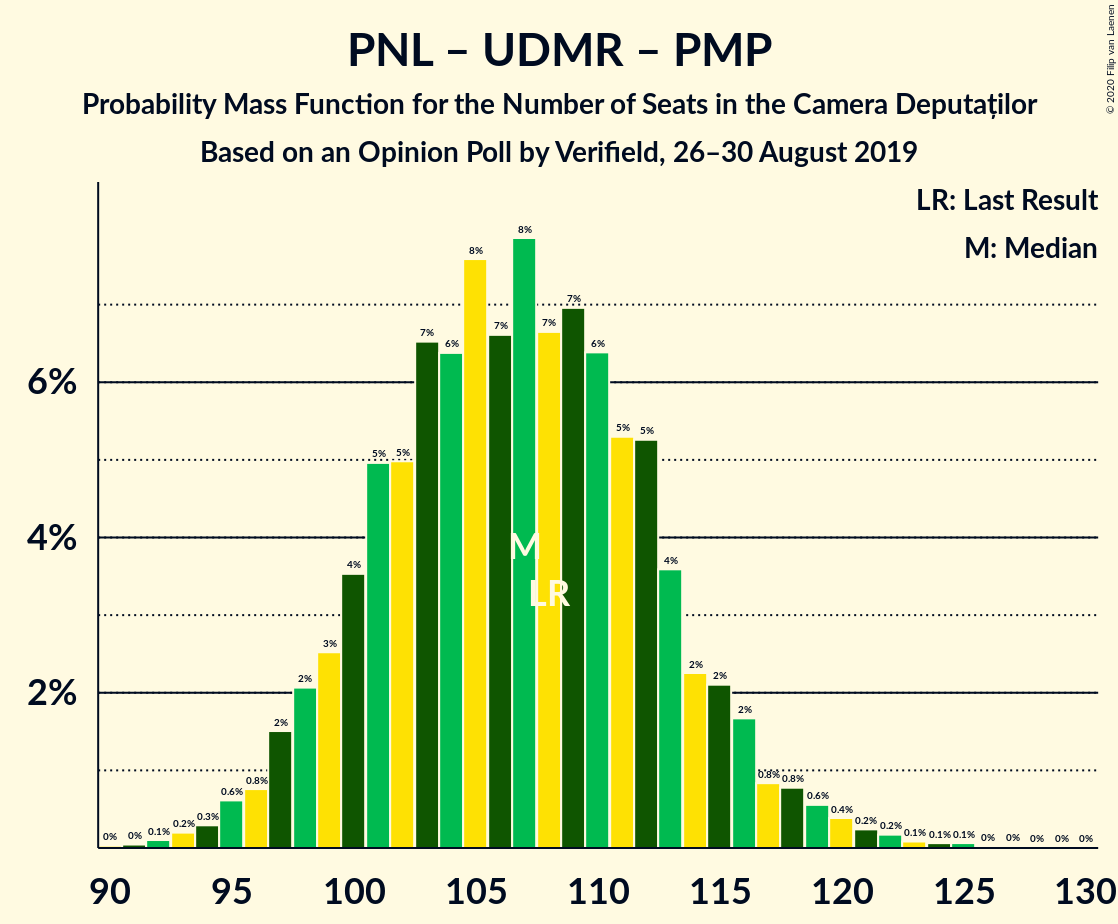 PNL – UDMR – PMP
Probability Mass Function for the Number of Seats in the Camera Deputaților
Based on an Opinion Poll by Verifield, 26–30 August 2019
© 2020 Filip van Laenen
LR: Last Result
M: Median
6%
4%
2%
0% 0% 0.1% 0.2% 0.3% 0.6% 0.8% 2% 2% 3% 4% 5% 5% 7% 6% 8% 7% 8% 7% 7% 6% 5% 5% 4% 2% 2% 2% 0.8% 0.8% 0.6% 0.4% 0.2% 0.2% 0.1% 0.1% 0.1% 0% 0% 0% 0% 0%
M
LR
90 95 100 105 110 115 120 125 130